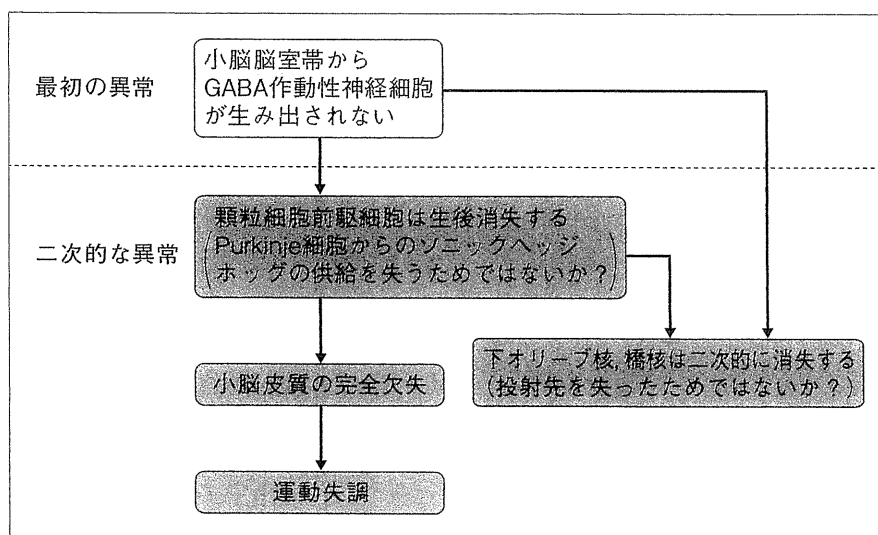 最初の異常
小脳脳室帯から
GABA作動性神経細胞
が生み出されない
二次的な異常
顆粒細胞前駆細胞は生後消失する
(Purkinje細胞からのソニックヘッジ
ホッグの供給を失うためではないか？)
下オリーブ核, 橋核は二次的に消失する
(投射先を失ったためではないか？)
小脳皮質の完全欠失
運動失調